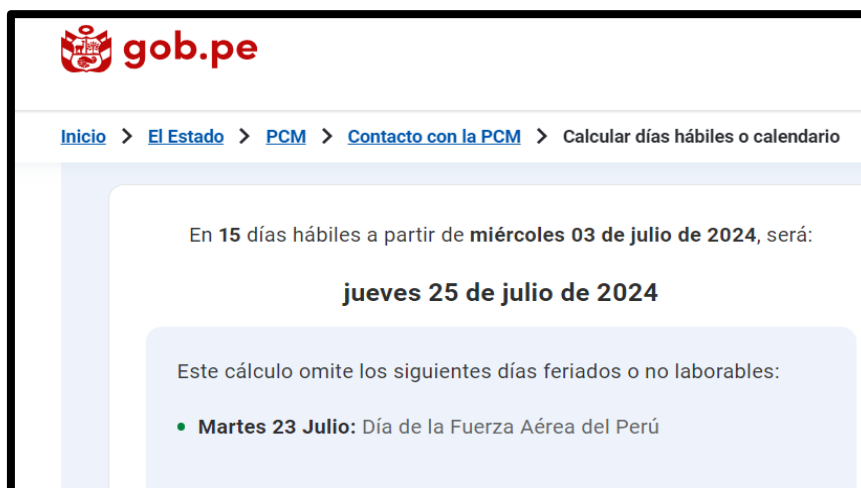 gob.pe
Inicio > El Estado > PCM > Contacto con la PCM > Calcular días hábiles o calendario
En 15 días hábiles a partir de miércoles 03 de julio de 2024, será:
jueves 25 de julio de 2024
Este cálculo omite los siguientes días feriados o no laborables:
• Martes 23 Julio: Día de la Fuerza Aérea del Perú